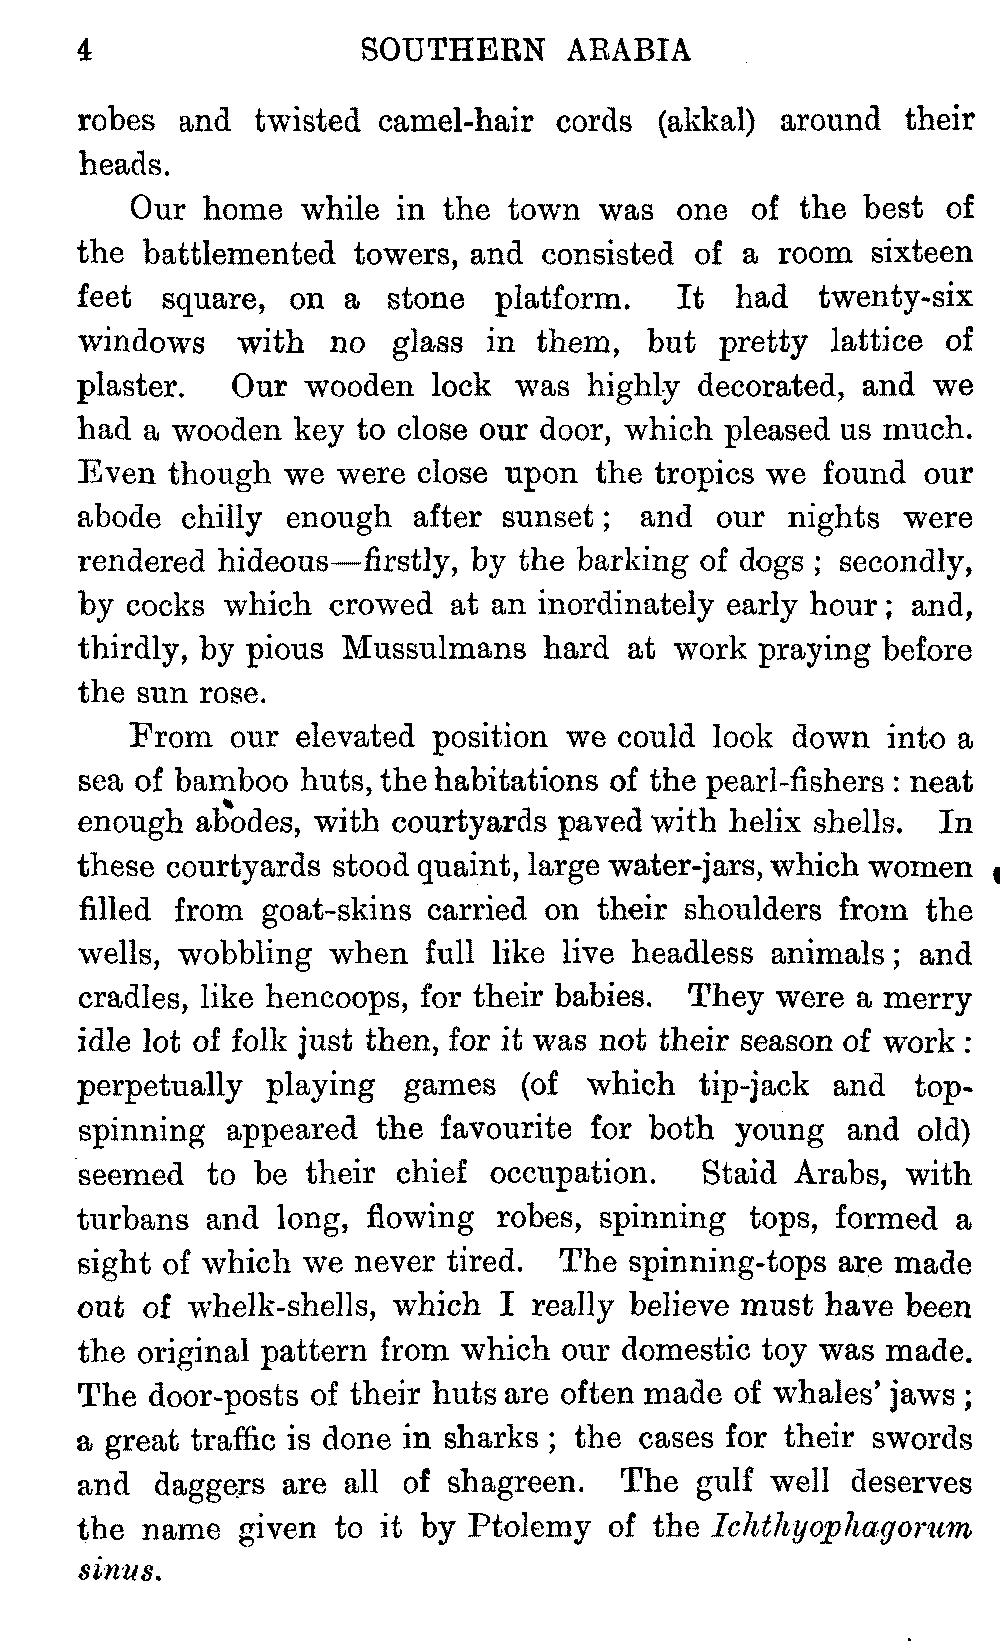 4 SOUTHERN ARABIA
robes and twisted camel-hair cords (akkal) around their
heads.
Our home while in the town was one of the best of
the battlemented towers, and consisted of a room sixteen
feet square, on a stone platform. It had twenty-six
windows with no glass in them, but pretty lattice of
plaster. Our wooden lock was highly decorated, and we
had a wooden key to close our door, which pleased us much.
Even though we were close upon the tropics we found our
abode chilly enough after sunset; and our nights were
rendered hideous—firstly, by the barking of dogs; secondly,
by cocks which crowed at an inordinately early hour; and,
thirdly, by pious Mussulmans hard at work praying before
the sun rose.
From our elevated position we could look down into a
sea of bamboo huts, the habitations of the pearl-fishers: neat
enough abodes, with courtyards paved with helix shells. In
these courtyards stood quaint, large water-jars, which women
filled from goat-skins carried on their shoulders from the
wells, wobbling when full like live headless animals; and
cradles, like hencoops, for their babies. They were a merry
idle lot of folk just then, for it was not their season of work:
perpetually playing games (of which tip-jack and top-
spinning appeared the favourite for both young and old)
seemed to be their chief occupation. Staid Arabs, with
turbans and long, flowing robes, spinning tops, formed a
sight of which we never tired. The spinning-tops are made
out of whelk-shells, which I really believe must have been
the original pattern from which our domestic toy was made.
The door-posts of their huts are often made of whales' jaws;
a great traffic is done in sharks; the cases for their swords
and daggers are all of shagreen. The gulf well deserves
the name given to it by Ptolemy of the Ichthyophagorum
sinus.